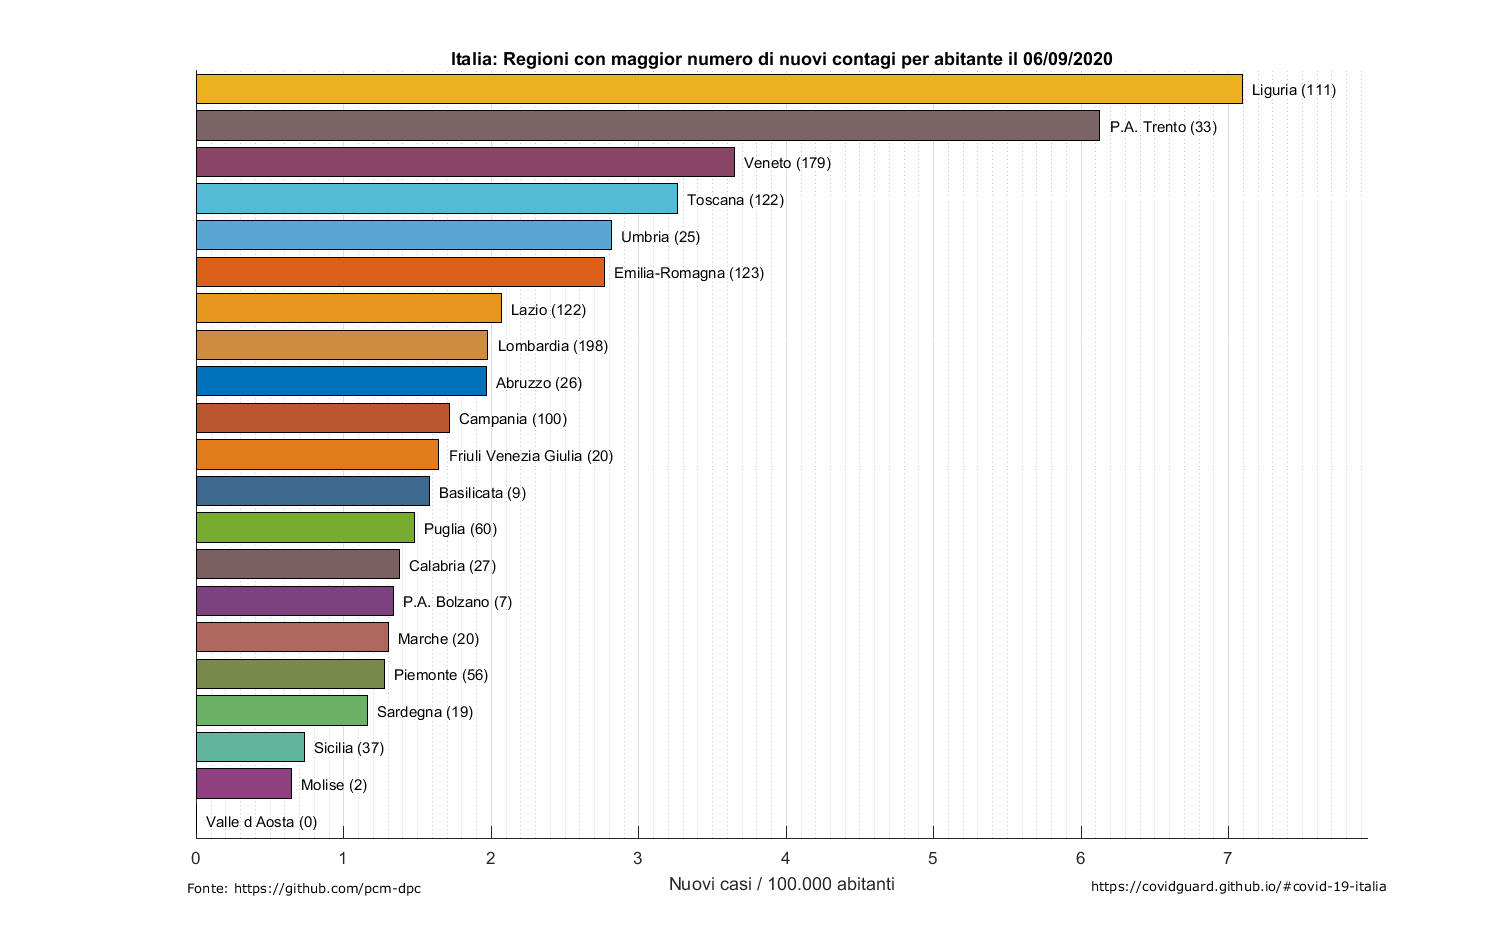 Italia: Regioni con maggior numero di nuovi contagi per abitante il 06/09/2020
Liguria (111)
P.A. Trento (33)
Veneto (179)
Toscana (122)
Umbria (25)
Emilia-Romagna (123)
Lazio (122)
Lombardia (198)
Abruzzo (26)
Campania (100)
Friuli Venezia Giulia (20)
Basilicata (9)
Puglia (60)
Calabria (27)
P.A. Bolzano (7)
Marche (20)
Piemonte (56)
Sardegna (19)
Sicilia (37)
Molise (2)
Valle d Aosta (0)
0 1 2 3 4 5 6 7
Nuovi casi / 100.000 abitanti
Fonte: https://github.com/pcm-dpc
https://covidguard.github.io/#covid-19-italia